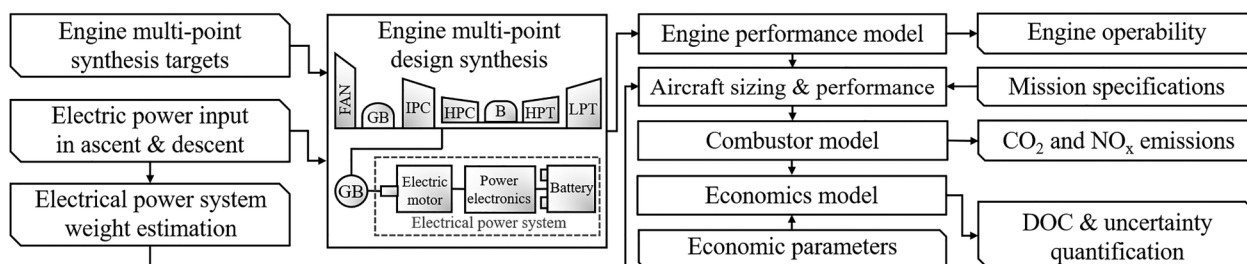 Engine multi-point
synthesis targets
Electric power input
in ascent & descent
Electrical power system
weight estimation
Engine multi-point
design synthesis
FAN
GB
IPC
HPC
B
HPT
LPT
GB
Electric
motor
Power
electronics
Battery
Electrical power system
Engine performance model
Aircraft sizing & performance
Combustor model
Economics model
Economic parameters
Engine operability
Mission specifications
CO₂ and NOₓ emissions
DOC & uncertainty
quantification